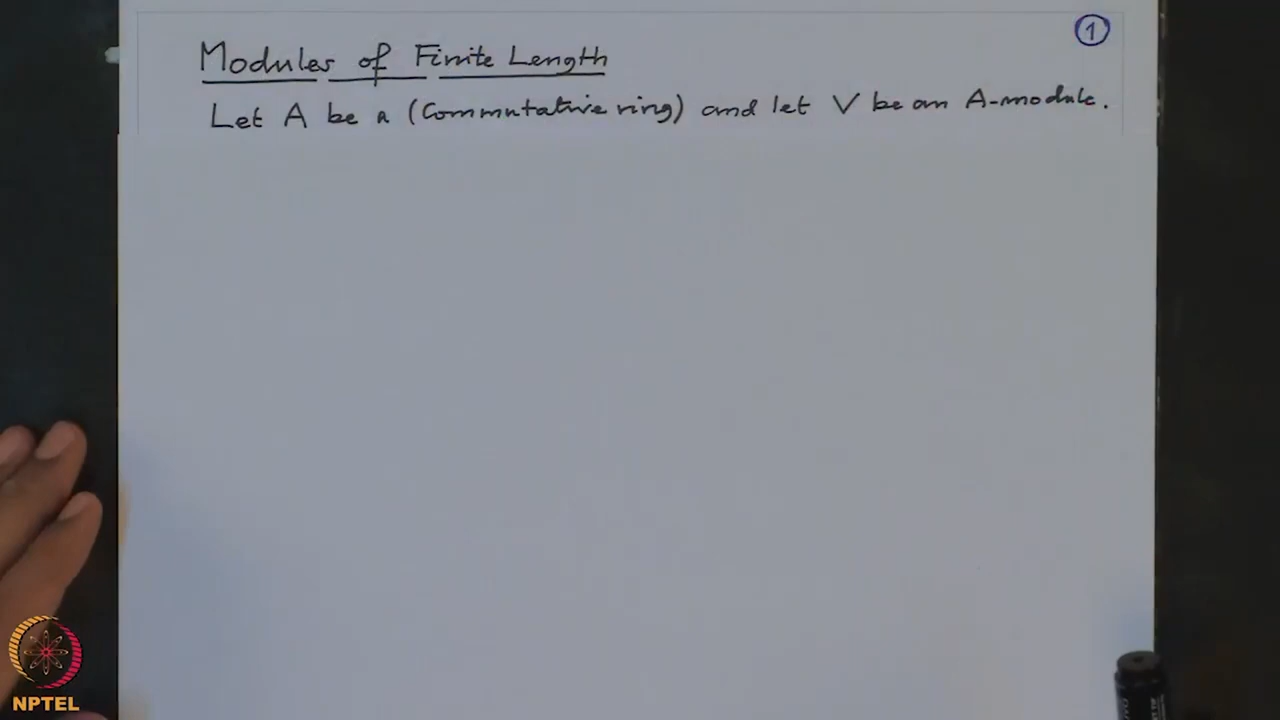 1
Modules of Finite Length
Let A be a (Commutative ring) and let V be an A-module.
NPTEL